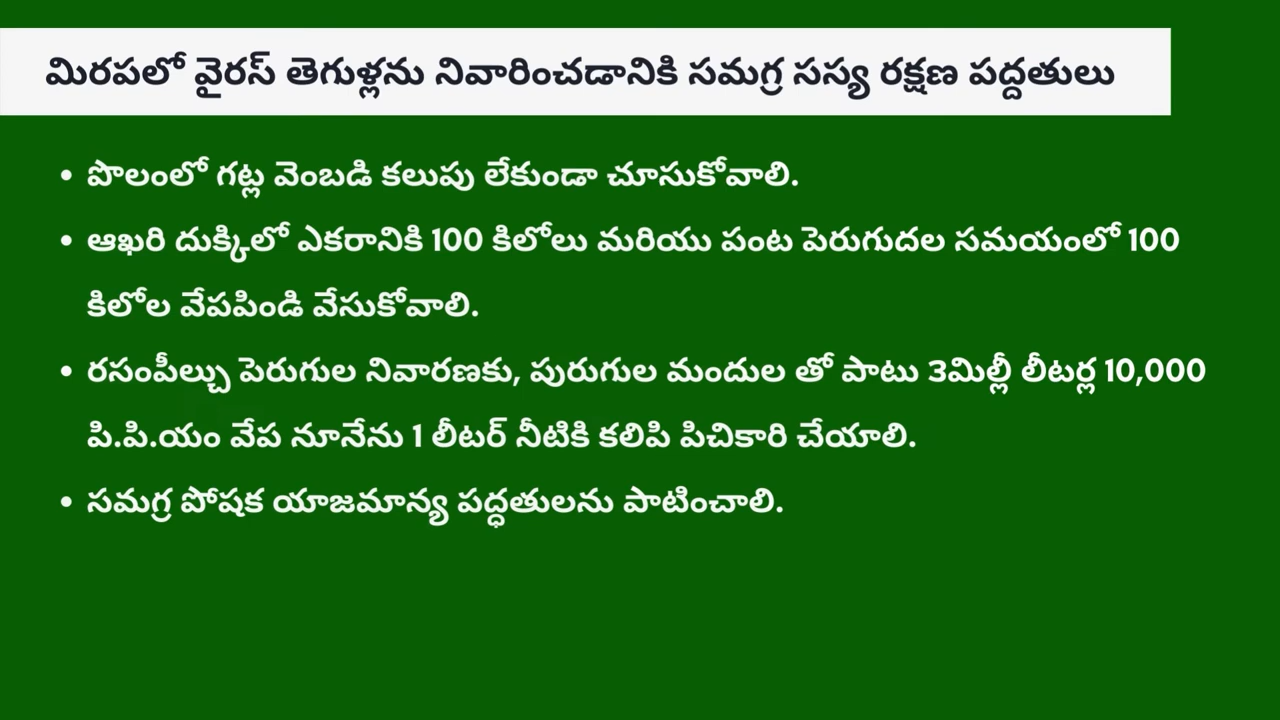 మిరపలో వైరస్ తెగుళ్లను నివారించడానికి సమగ్ర సస్య రక్షణ పద్దతులు
• పొలంలో గట్ల వెంబడి కలుపు లేకుండా చూసుకోవాలి.
• ఆఖరి దుక్కిలో ఎకరానికి 100 కిలోలు మరియు పంట పెరుగుదల సమయంలో 100
కిలోల వేపపిండి వేసుకోవాలి.
• రసంపీల్చు పెరుగుల నివారణకు, పురుగుల మందుల తో పాటు 3మిల్లీ లీటర్ల 10,000
పి.పి.యం వేప నూనేను 1 లీటర్ నీటికి కలిపి పిచికారి చేయాలి.
• సమగ్ర పోషక యాజమాన్య పద్ధతులను పాటించాలి.